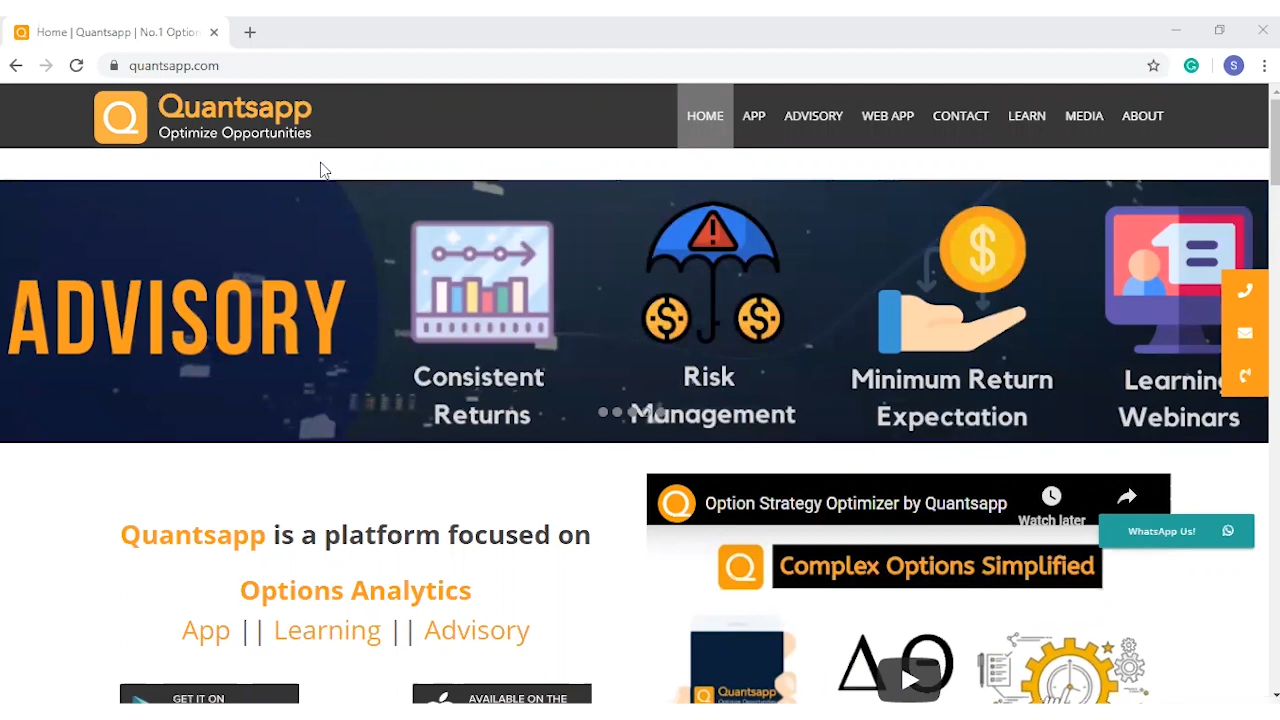 Home | Quantsapp | No.1 Option
quantsapp.com
S
Quantsapp
Optimize Opportunities
HOME APP ADVISORY WEB APP CONTACT LEARN MEDIA ABOUT
ADVISORY
Consistent
Returns
Risk
Management
Minimum Return
Expectation
Learning
Webinars
Quantsapp is a platform focused on
Options Analytics
App || Learning || Advisory
GET IT ON
AVAILABLE ON THE
Option Strategy Optimizer by Quantsapp
Watch later
WhatsApp Us!
Complex Options Simplified
Quantsapp
Optimize Opportunities
Δ Θ